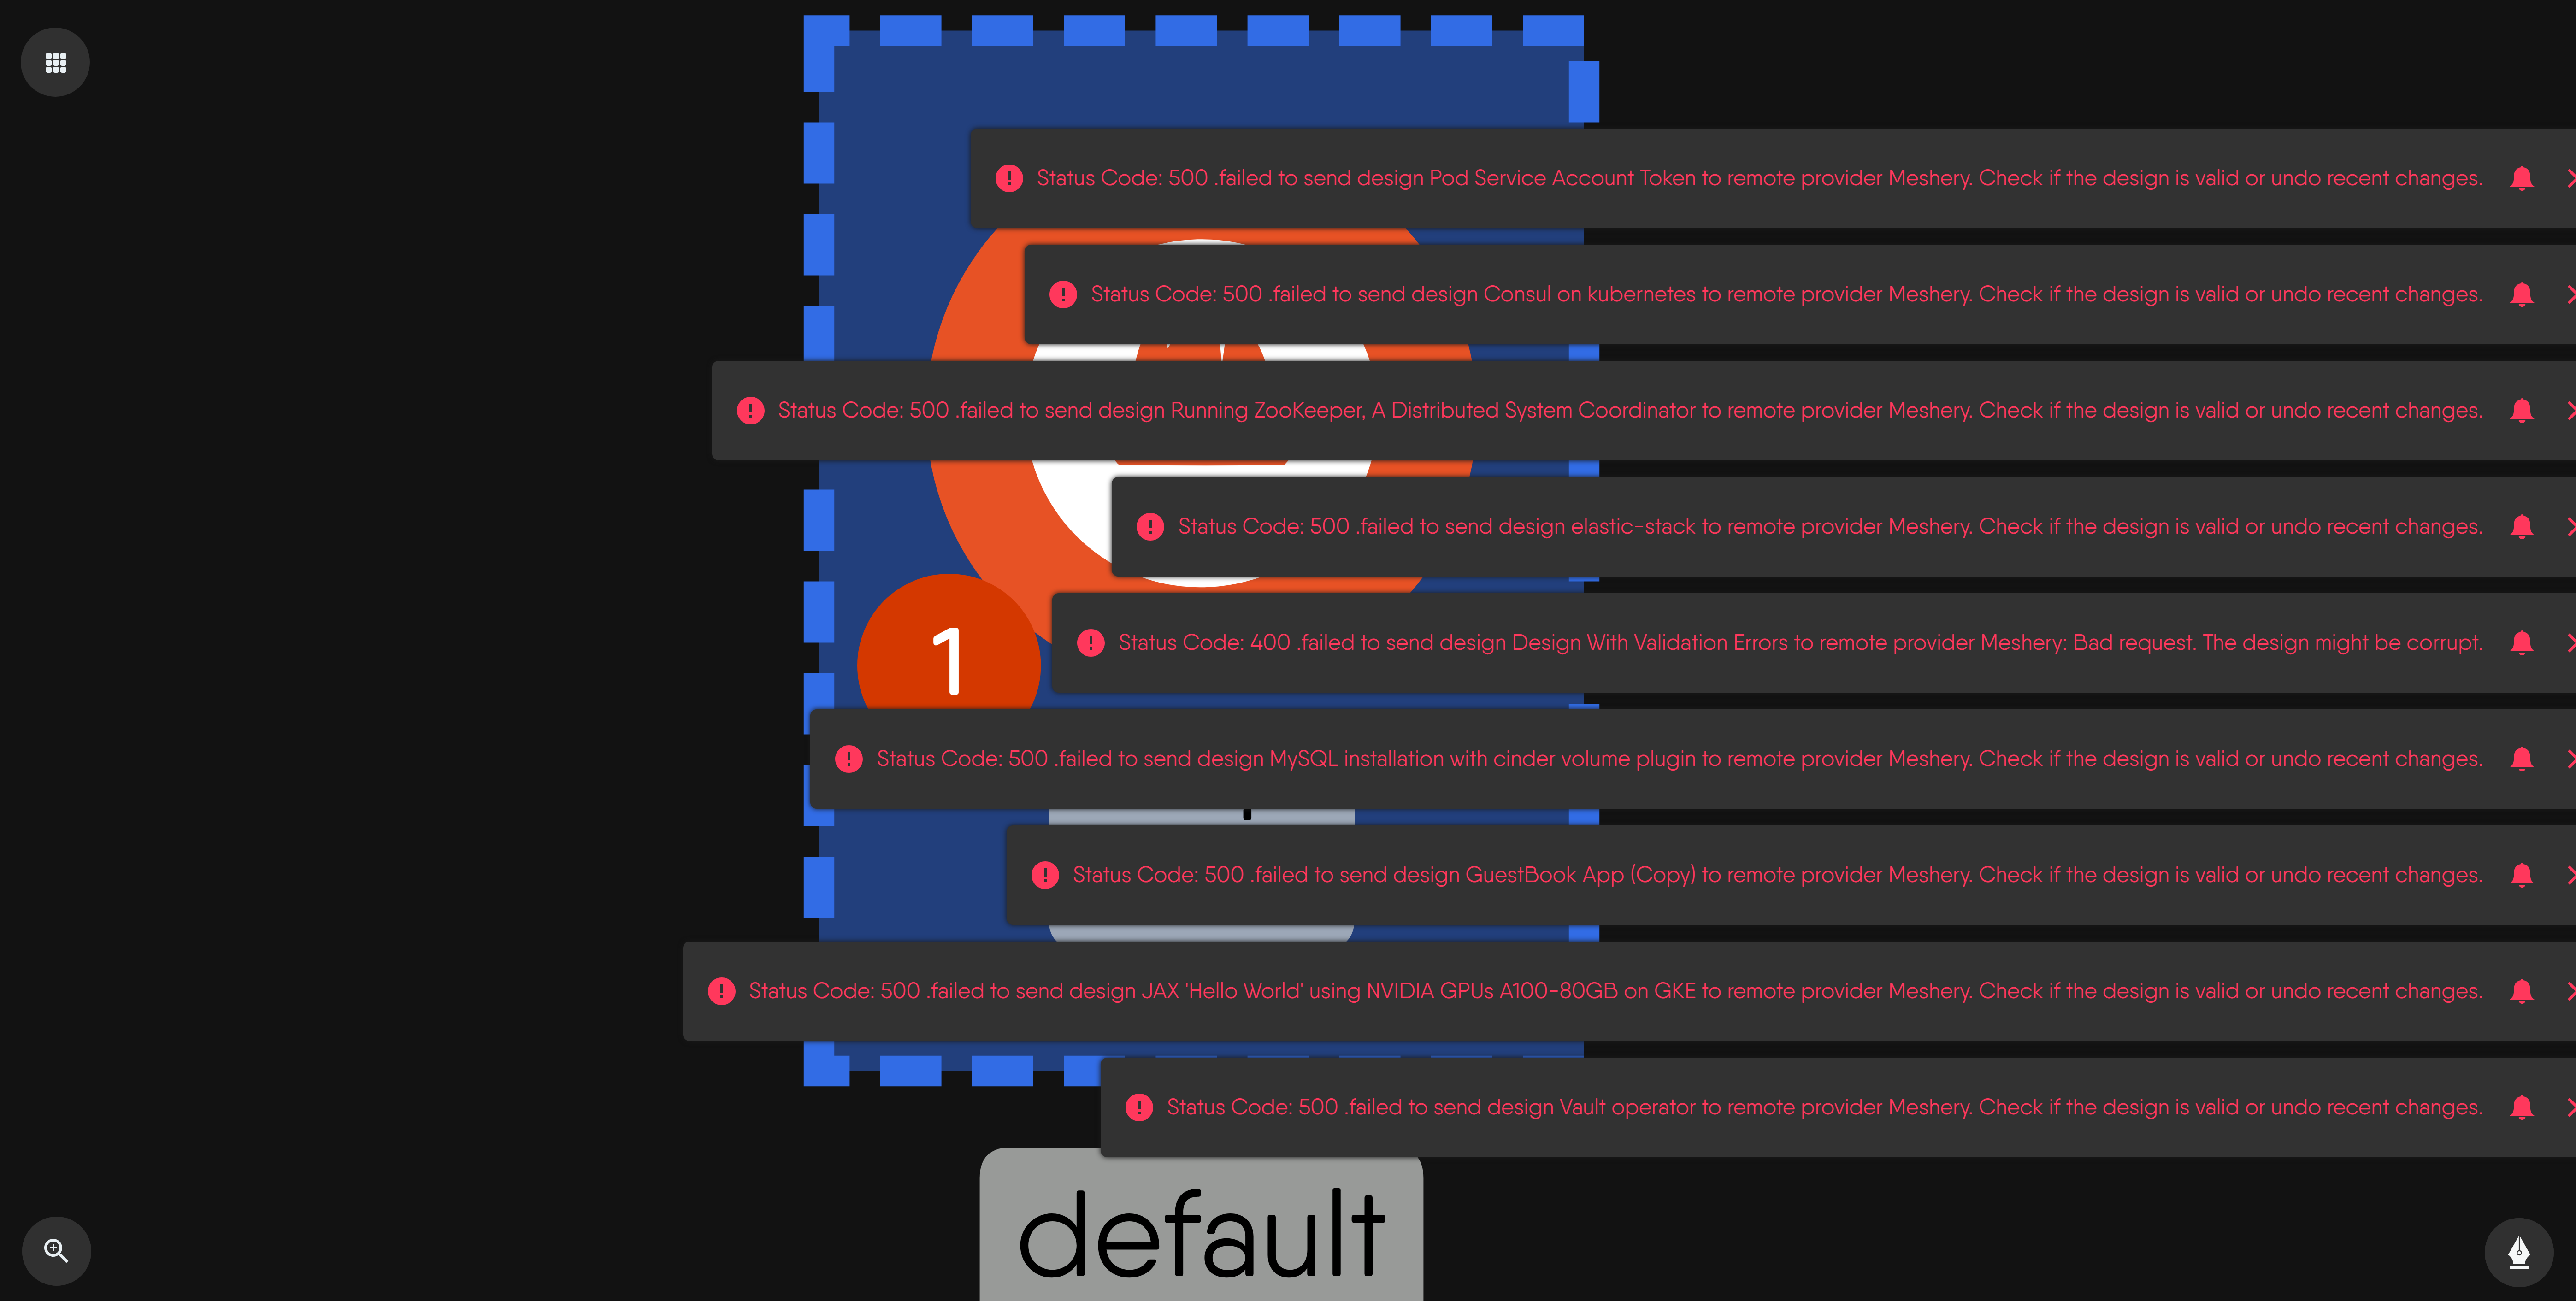 Status Code: 500 .failed to send design Pod Service Account Token to remote provider Meshery. Check if the design is valid or undo recent changes.
Status Code: 500 .failed to send design Consul on kubernetes to remote provider Meshery. Check if the design is valid or undo recent changes.
Status Code: 500 .failed to send design Running ZooKeeper, A Distributed System Coordinator to remote provider Meshery. Check if the design is valid or undo recent changes.
Status Code: 500 .failed to send design elastic-stack to remote provider Meshery. Check if the design is valid or undo recent changes.
Status Code: 400 .failed to send design Design With Validation Errors to remote provider Meshery: Bad request. The design might be corrupt.
1
Status Code: 500 .failed to send design MySQL installation with cinder volume plugin to remote provider Meshery. Check if the design is valid or undo recent changes.
Status Code: 500 .failed to send design GuestBook App (Copy) to remote provider Meshery. Check if the design is valid or undo recent changes.
Status Code: 500 .failed to send design JAX 'Hello World' using NVIDIA GPUs A100-80GB on GKE to remote provider Meshery. Check if the design is valid or undo recent changes.
Status Code: 500 .failed to send design Vault operator to remote provider Meshery. Check if the design is valid or undo recent changes.
default